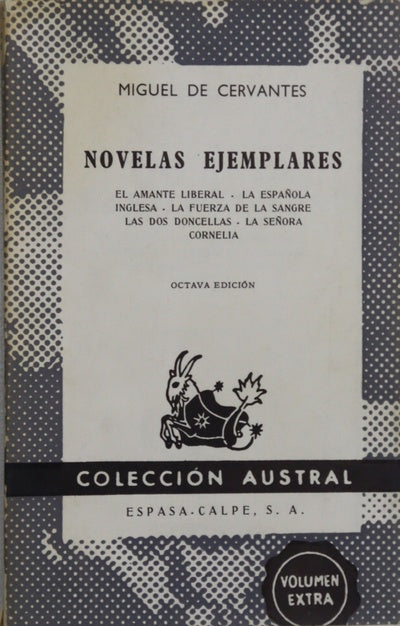 MIGUEL DE CERVANTES
NOVELAS EJEMPLARES
EL AMANTE LIBERAL - LA ESPAÑOLA
INGLESA - LA FUERZA DE LA SANGRE
LAS DOS DONCELLAS - LA SEÑORA
CORNELIA
OCTAVA EDICIÓN
COLECCIÓN AUSTRAL
ESPASA-CALPE, S. A.
VOLUMEN
EXTRA